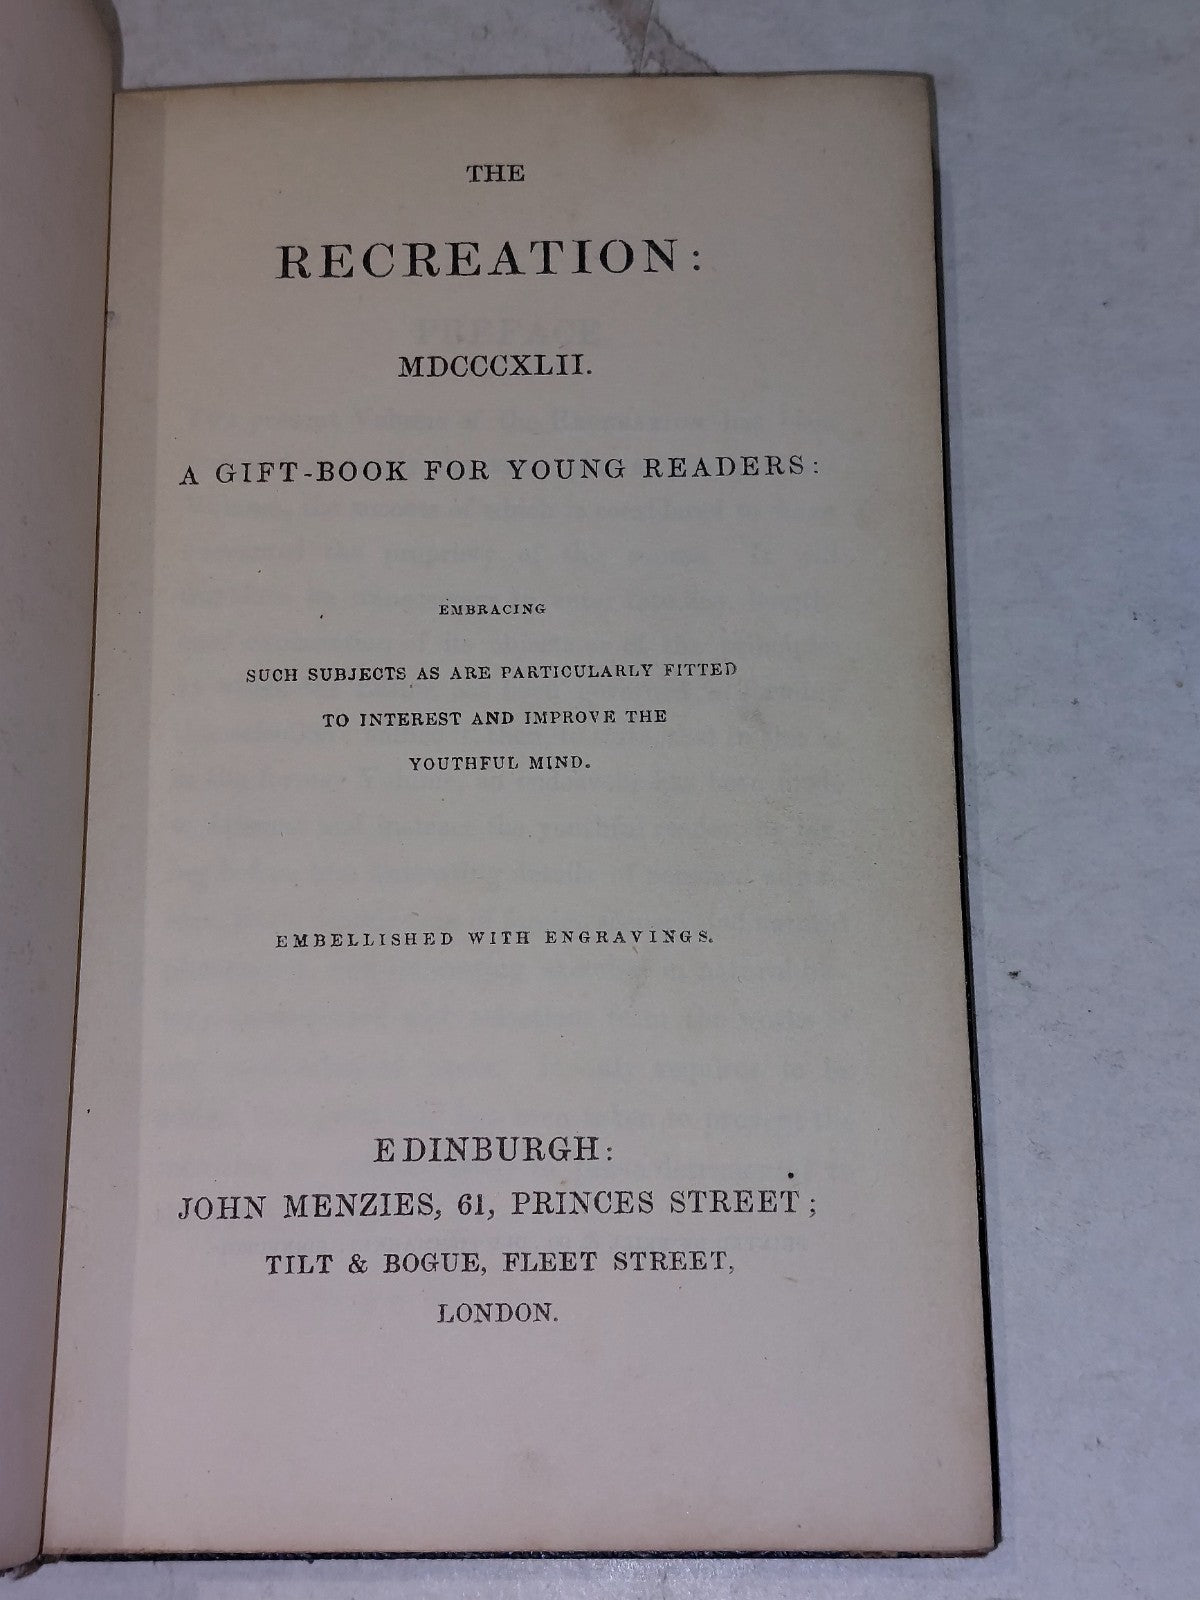 THE
RECREATION:
MDCCCXLII.
A GIFT-BOOK FOR YOUNG READERS:
EMBRACING
SUCH SUBJECTS AS ARE PARTICULARLY FITTED
TO INTEREST AND IMPROVE THE
YOUTHFUL MIND.
EMBELLISHED WITH ENGRAVINGS.
EDINBURGH:
JOHN MENZIES, 61, PRINCES STREET;
TILT & BOGUE, FLEET STREET,
LONDON.